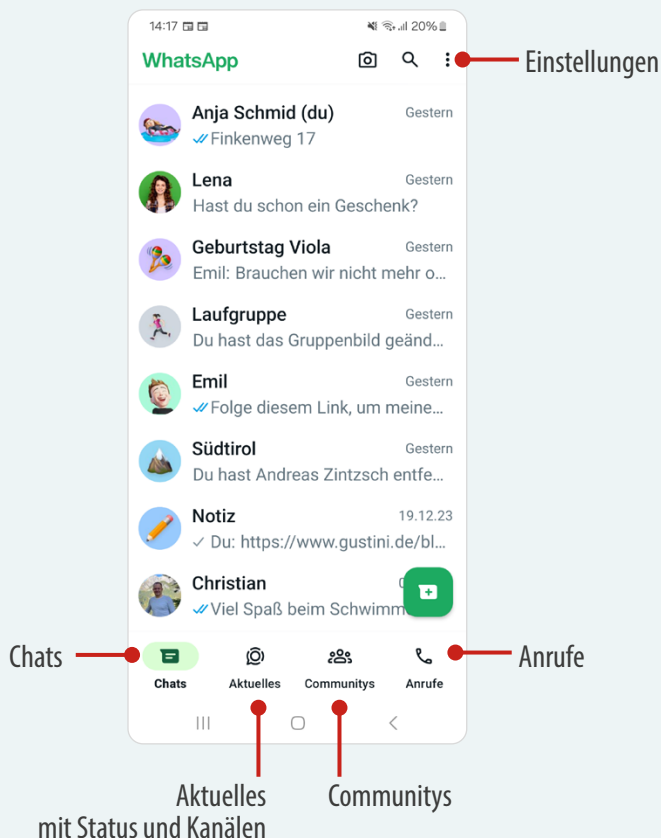 14:17 20%
WhatsApp
Einstellungen
Anja Schmid (du) Gestern
Finkenweg 17
Lena Gestern
Hast du schon ein Geschenk?
Geburtstag Viola Gestern
Emil: Brauchen wir nicht mehr o...
Laufgruppe Gestern
Du hast das Gruppenbild geänd...
Emil Gestern
Folge diesem Link, um meine...
Südtirol Gestern
Du hast Andreas Zintzsch entfe...
Notiz 19.12.23
Du: https://www.gustini.de/bl...
Christian
Viel Spaß beim Schwimm
Chats
Anrufe
Chats Aktuelles Communitys Anrufe
Aktuelles
mit Status und Kanälen
Communitys